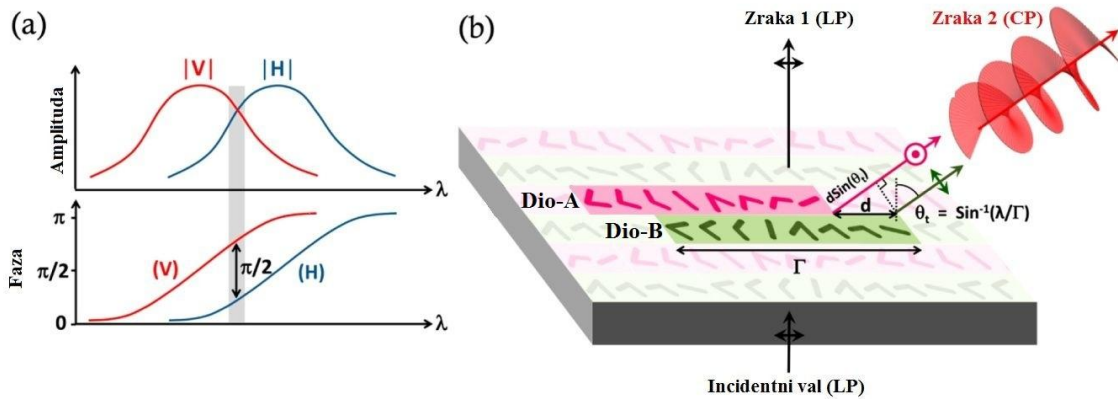 (a)
|V|
|H|
Amplituda
λ
π
π/2
0
Faza
(V)
π/2
(H)
λ
(b)
Zraka 1 (LP)
Zraka 2 (CP)
Dio-A
Dio-B
dSin(θt)
d
θt = Sin⁻¹(λ/Γ)
Γ
Incidentni val (LP)